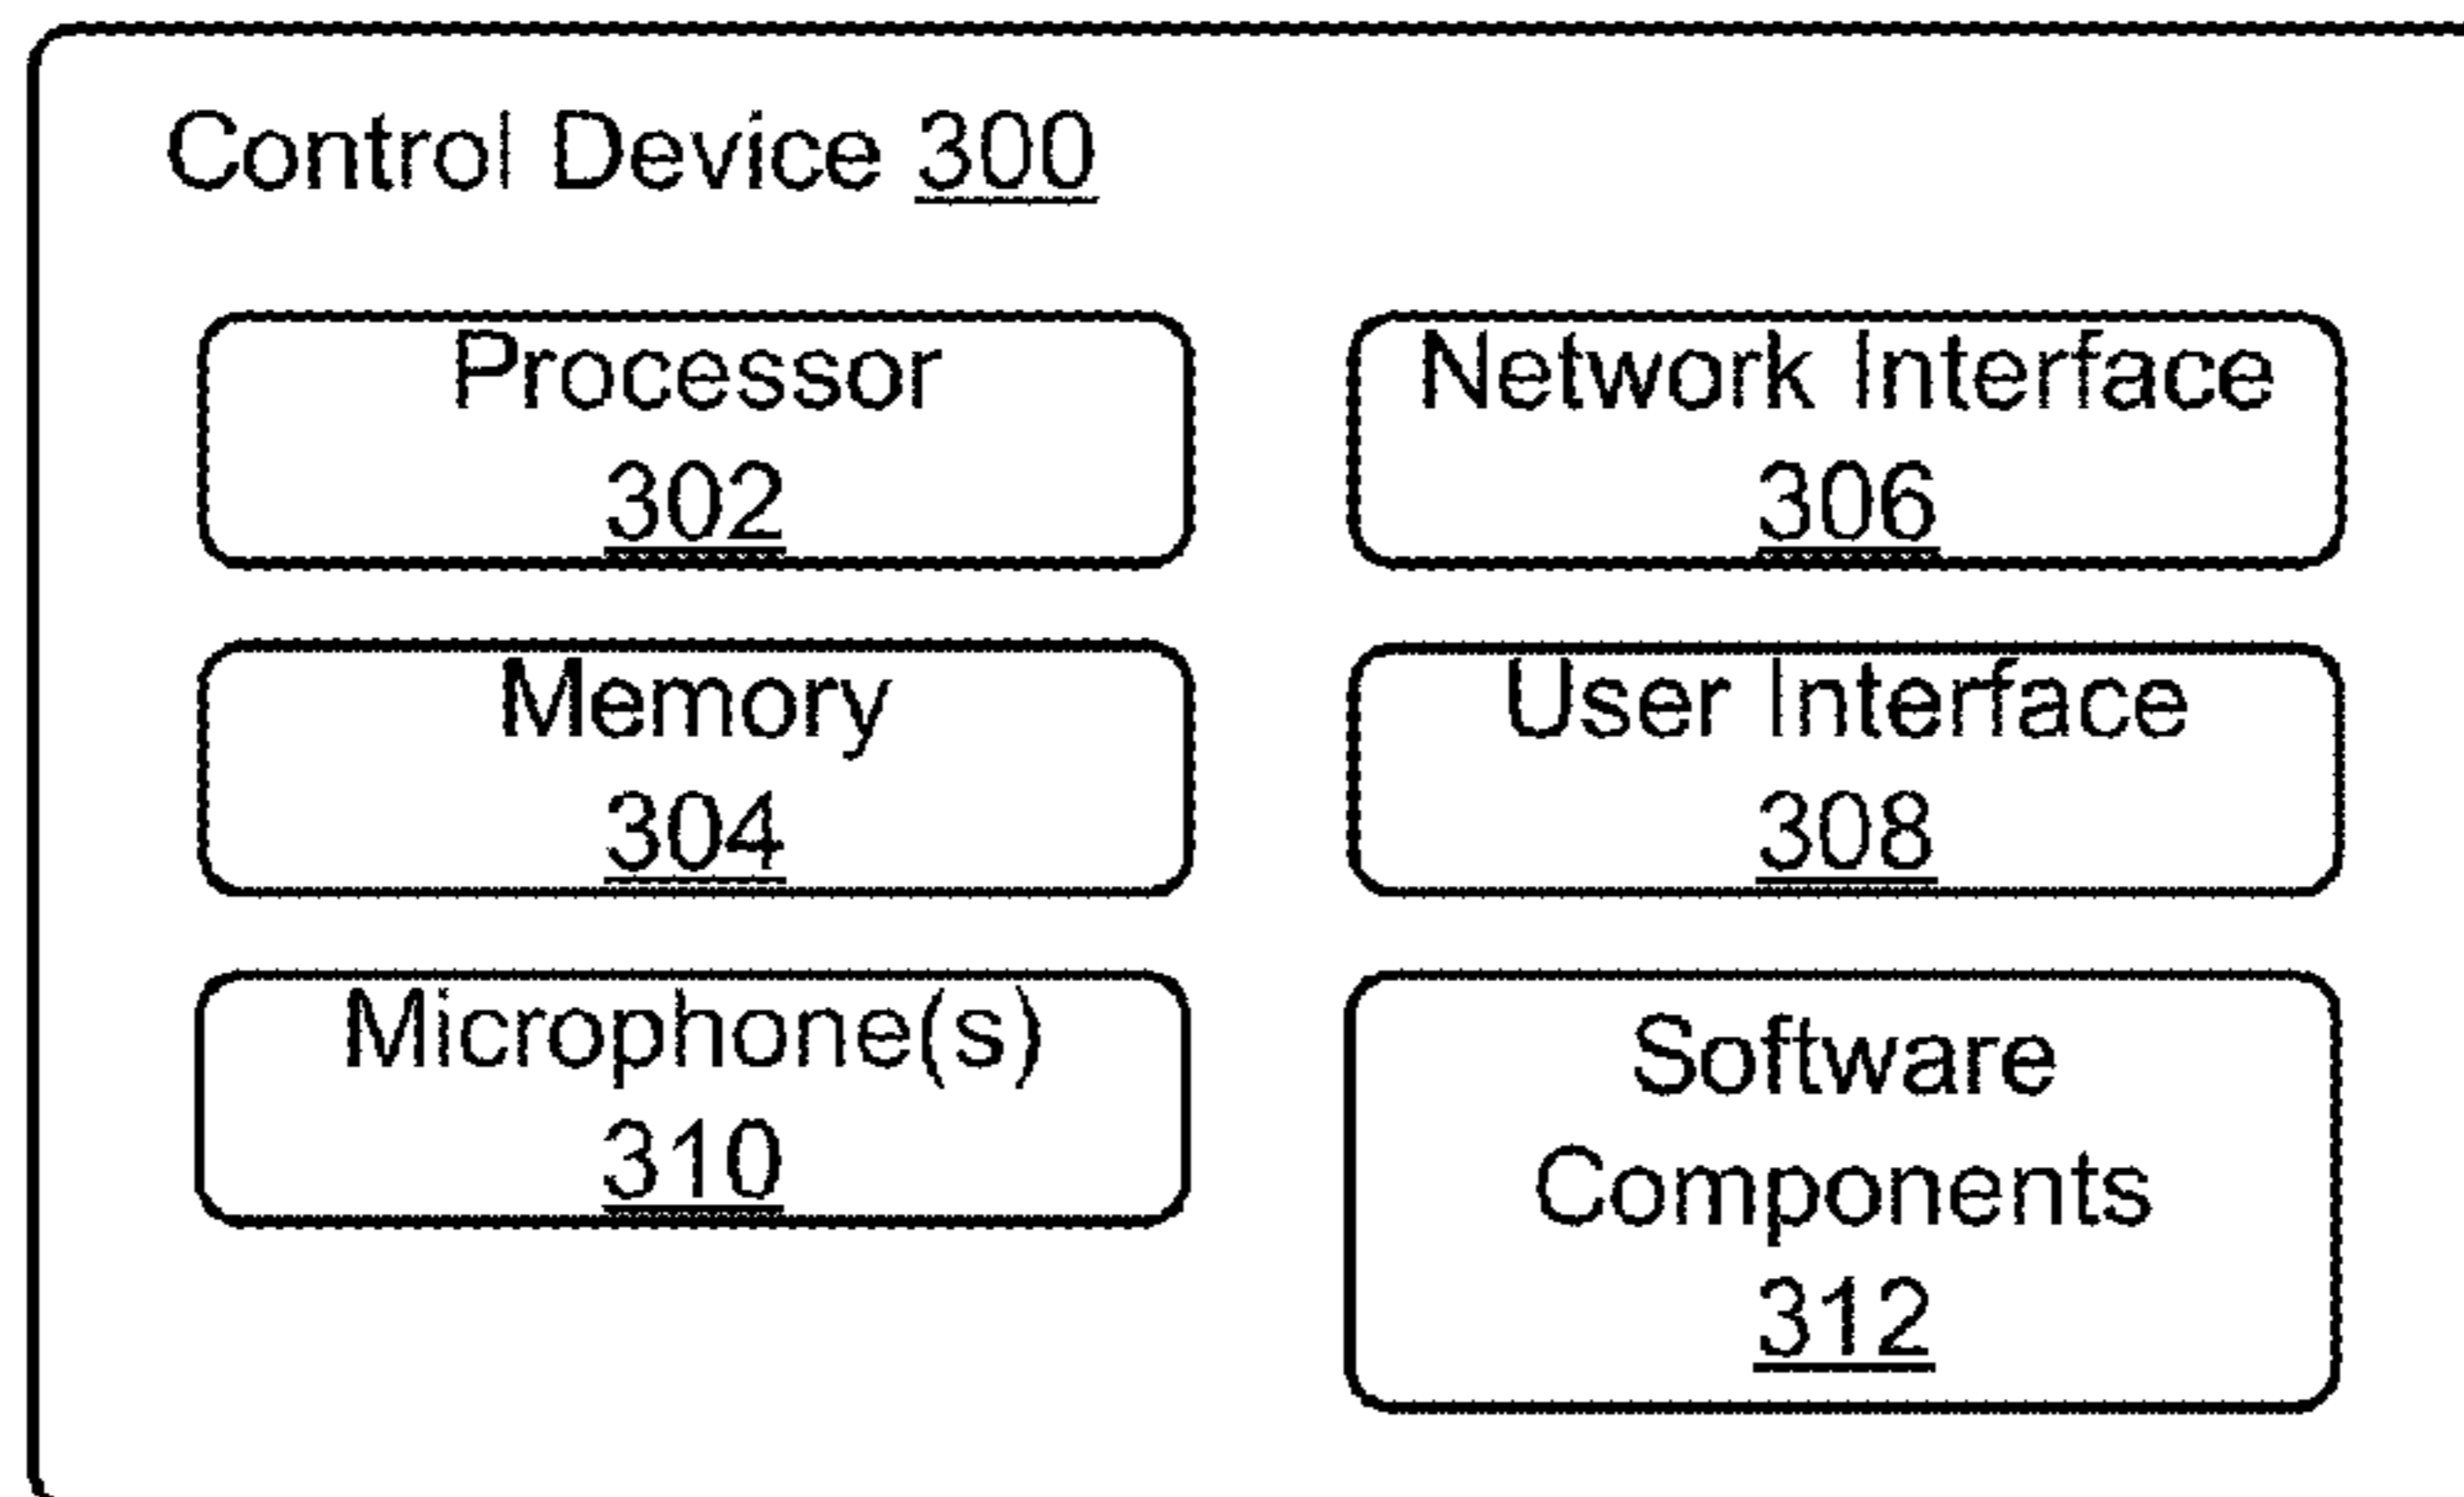 Control Device 300
Processor
302
Network Interface
306
Memory
304
User Interface
308
Microphone(s)
310
Software
Components
312